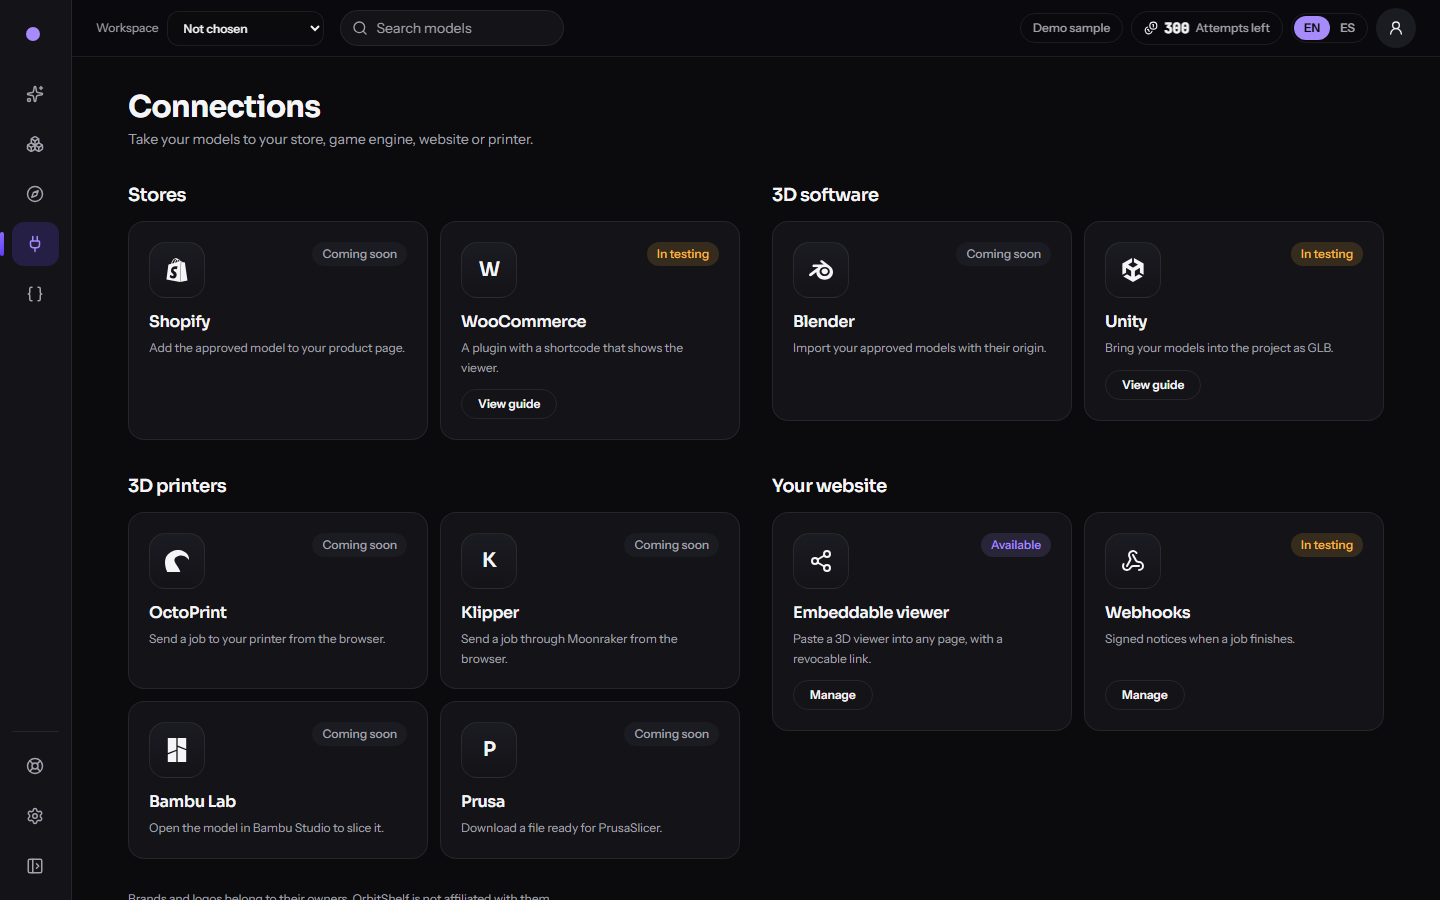 Workspace
Not chosen
Search models
Demo sample
300 Attempts left
EN
ES
Connections
Take your models to your store, game engine, website or printer.
Stores
Coming soon
Shopify
Add the approved model to your product page.
W
In testing
WooCommerce
A plugin with a shortcode that shows the
viewer.
View guide
3D software
Coming soon
Blender
Import your approved models with their origin.
In testing
Unity
Bring your models into the project as GLB.
View guide
3D printers
Coming soon
OctoPrint
Send a job to your printer from the browser.
K
Coming soon
Klipper
Send a job through Moonraker from the
browser.
Coming soon
Bambu Lab
Open the model in Bambu Studio to slice it.
P
Coming soon
Prusa
Download a file ready for PrusaSlicer.
Your website
Available
Embeddable viewer
Paste a 3D viewer into any page, with a
revocable link.
Manage
In testing
Webhooks
Signed notices when a job finishes.
Manage
Brands and logos belong to their owners. OrbitShelf is not affiliated with them.